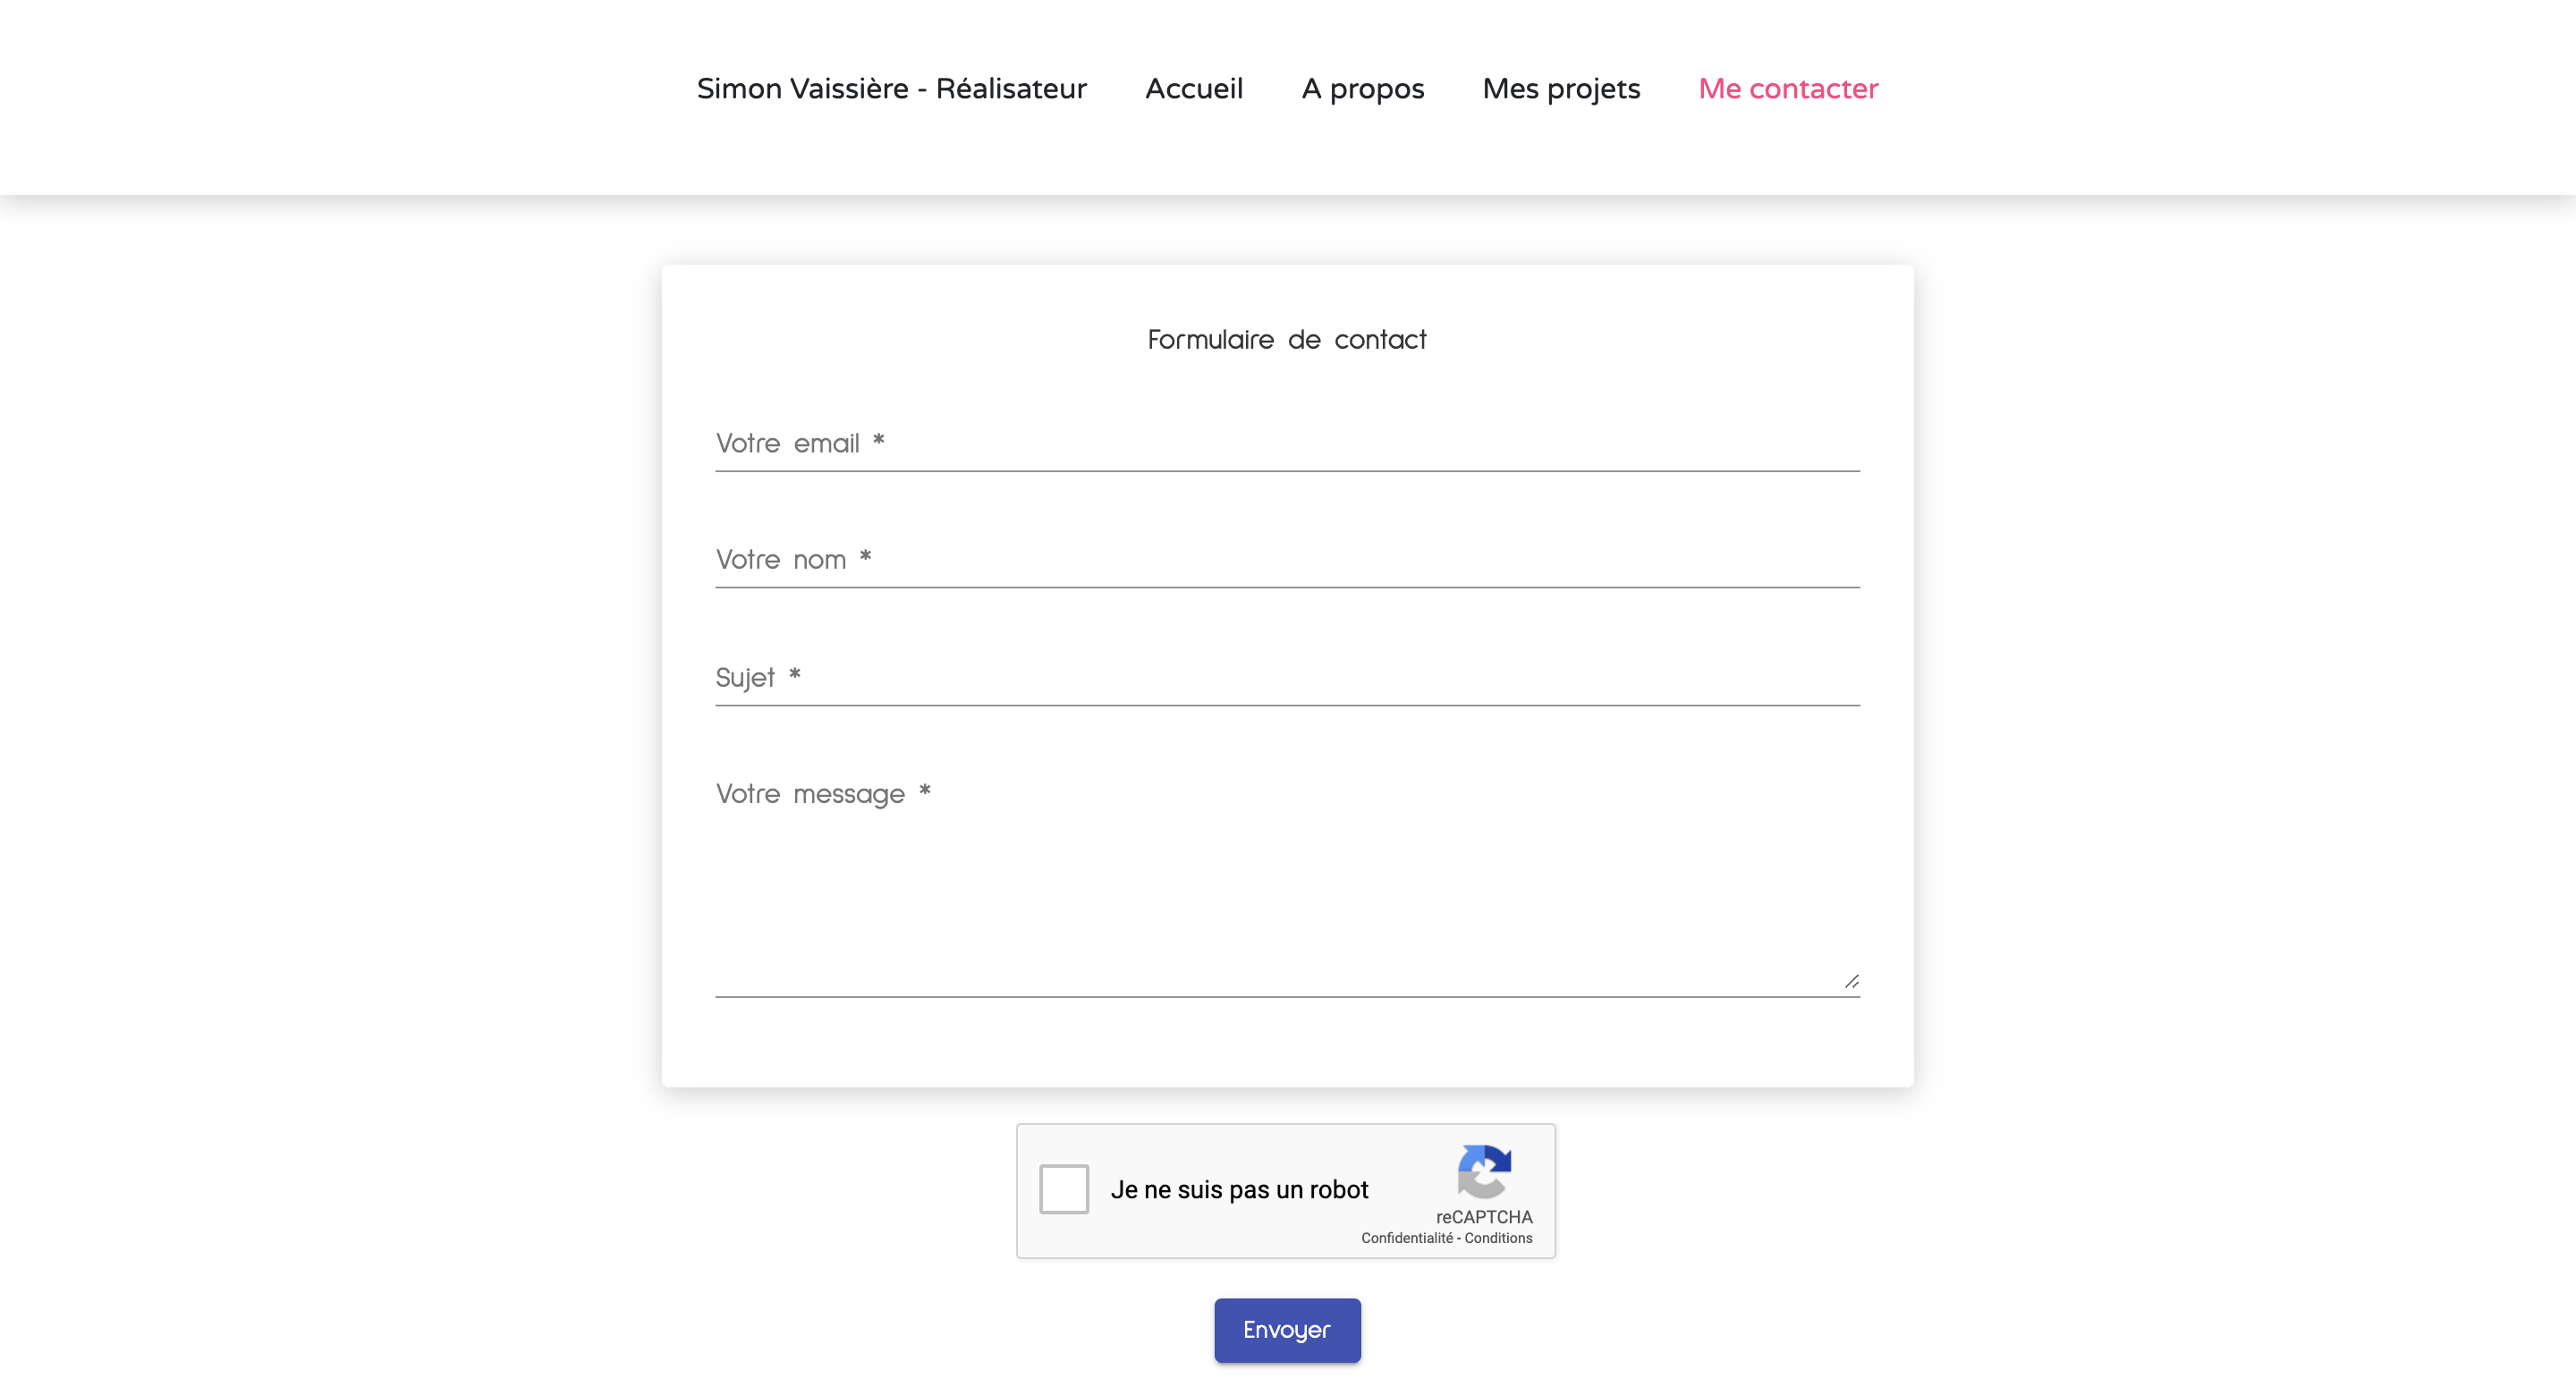 Simon Vaissière - Réalisateur Accueil A propos Mes projets Me contacter
Formulaire de contact
Votre email *
Votre nom *
Sujet *
Votre message *
Je ne suis pas un robot
reCAPTCHA
Confidentialité - Conditions
Envoyer